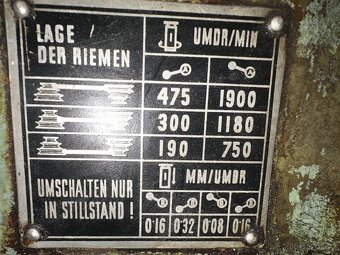 LAGE
DER RIEMEN
UMDR/MIN
A A
475 1900
300 1180
190 750
UMSCHALTEN NUR
IN STILLSTAND!
MM/UMDR
B B B B
0·16 0·32 0·08 0·16